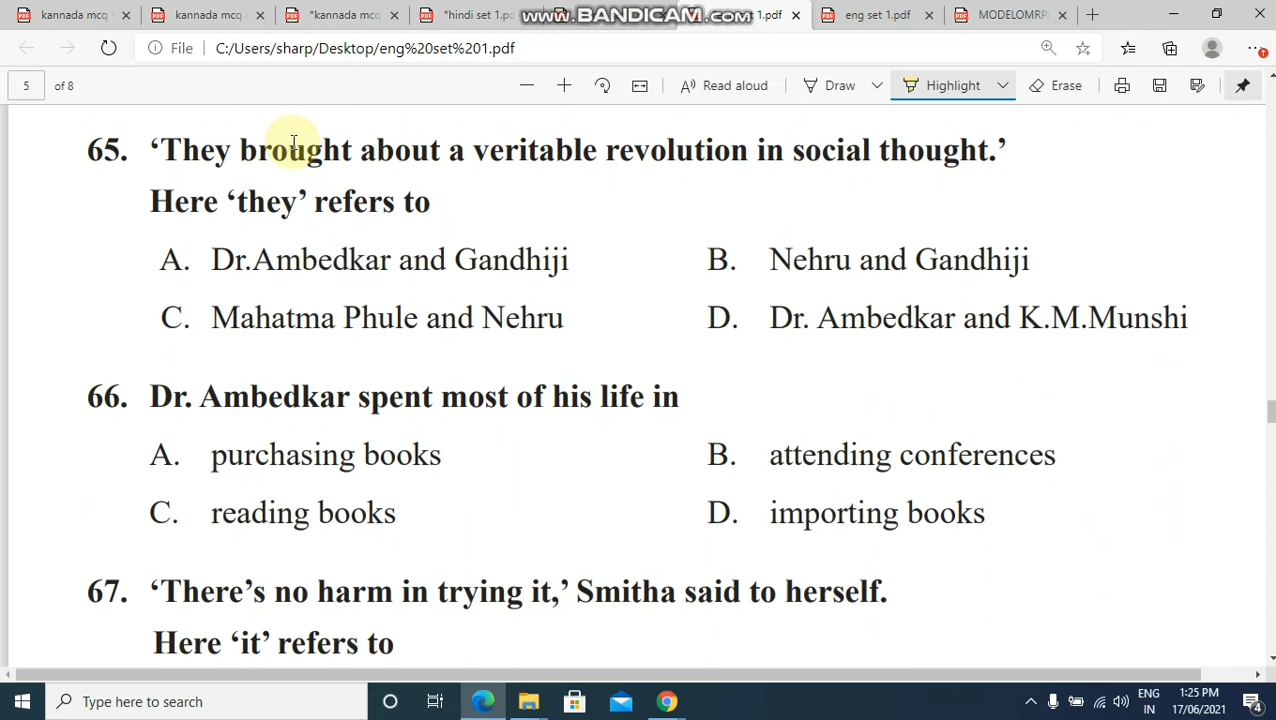 kannada mcq
kannada mcq
*kannada mcq
*hindi set 1.pd
www.BANDICAM.com
1.pdf
eng set 1.pdf
MODELOMRP
File
C:/Users/sharp/Desktop/eng%20set%201.pdf
5
of 8
Read aloud
Draw
Highlight
Erase
65. ‘They brought about a veritable revolution in social thought.’
Here ‘they’ refers to
A. Dr.Ambedkar and Gandhiji
B. Nehru and Gandhiji
C. Mahatma Phule and Nehru
D. Dr. Ambedkar and K.M.Munshi
66. Dr. Ambedkar spent most of his life in
A. purchasing books
B. attending conferences
C. reading books
D. importing books
67. ‘There’s no harm in trying it,’ Smitha said to herself.
Here ‘it’ refers to
Type here to search
ENG
IN
1:25 PM
17/06/2021
4